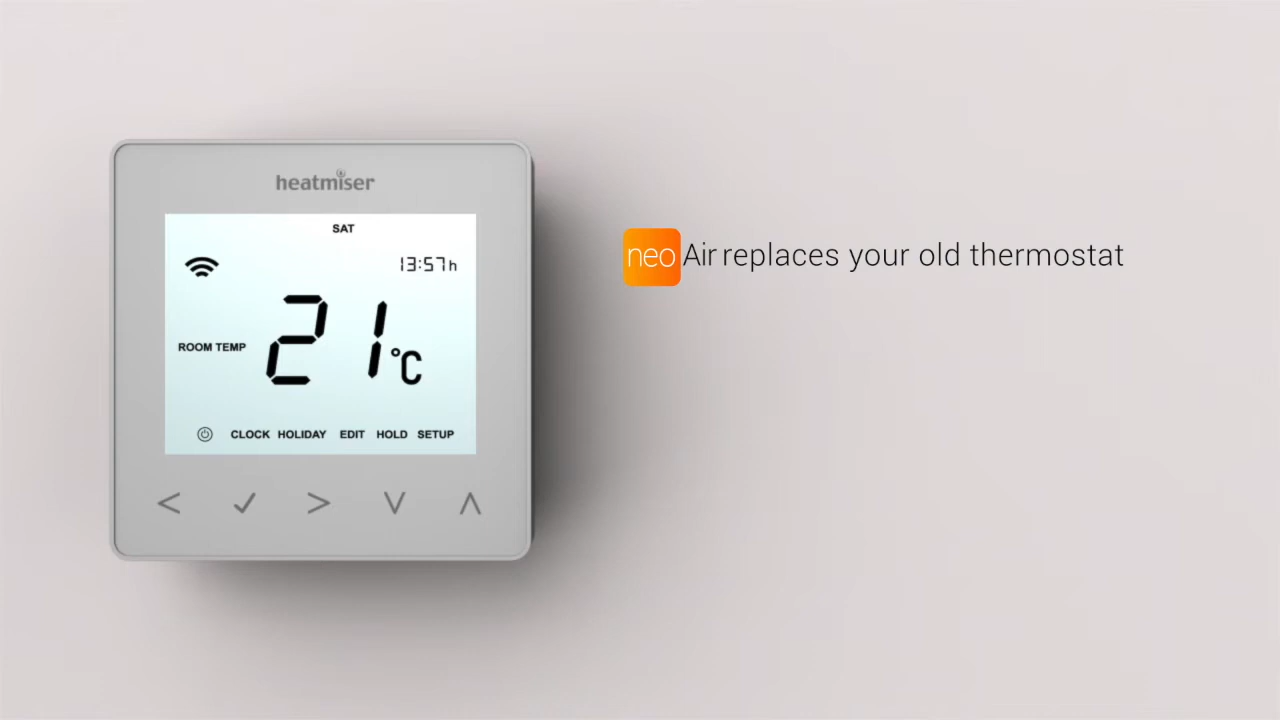 heatmiser
SAT
13:57h
ROOM TEMP
21°C
CLOCK HOLIDAY EDIT HOLD SETUP
neo Air replaces your old thermostat